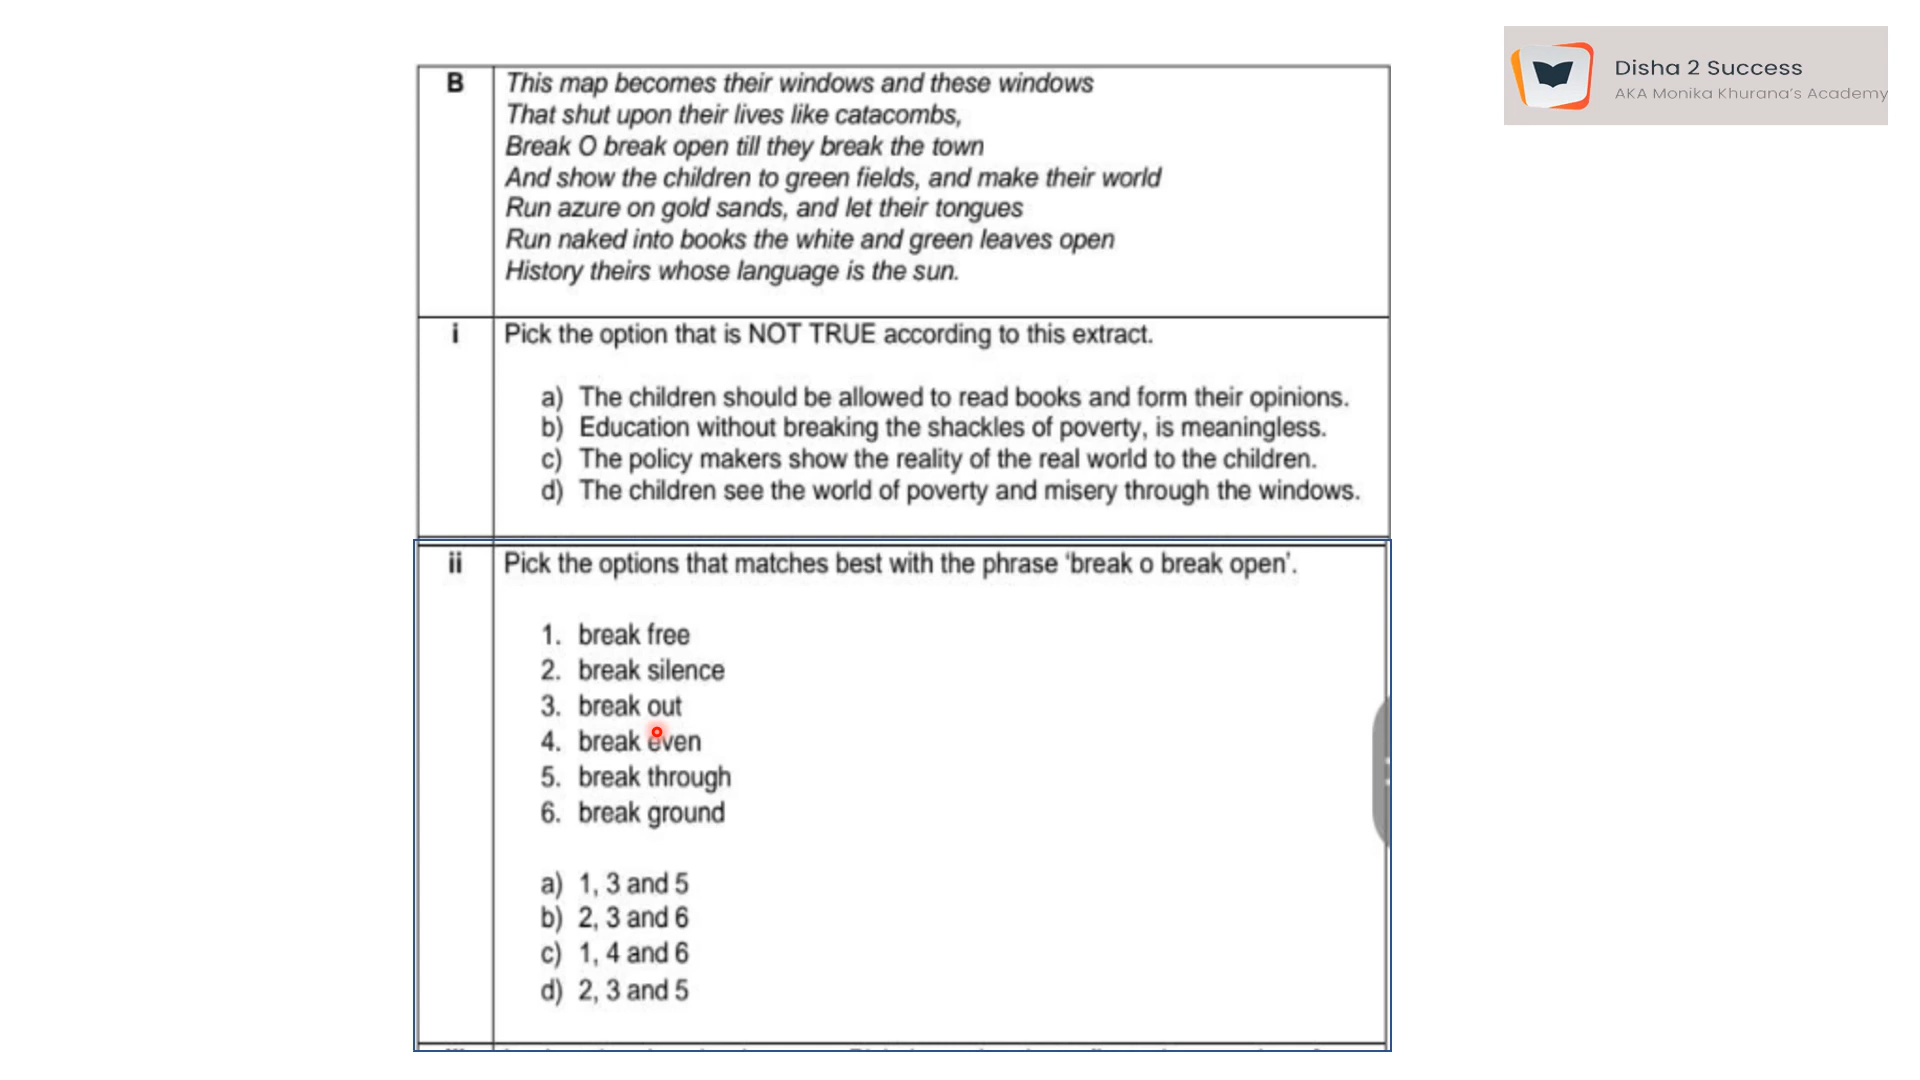 Disha 2 Success
AKA Monika Khurana's Academy
B
This map becomes their windows and these windows
That shut upon their lives like catacombs,
Break O break open till they break the town
And show the children to green fields, and make their world
Run azure on gold sands, and let their tongues
Run naked into books the white and green leaves open
History theirs whose language is the sun.
i Pick the option that is NOT TRUE according to this extract.
a) The children should be allowed to read books and form their opinions.
b) Education without breaking the shackles of poverty, is meaningless.
c) The policy makers show the reality of the real world to the children.
d) The children see the world of poverty and misery through the windows.
ii Pick the options that matches best with the phrase 'break o break open'.
1. break free
2. break silence
3. break out
4. break even
5. break through
6. break ground
a) 1, 3 and 5
b) 2, 3 and 6
c) 1, 4 and 6
d) 2, 3 and 5